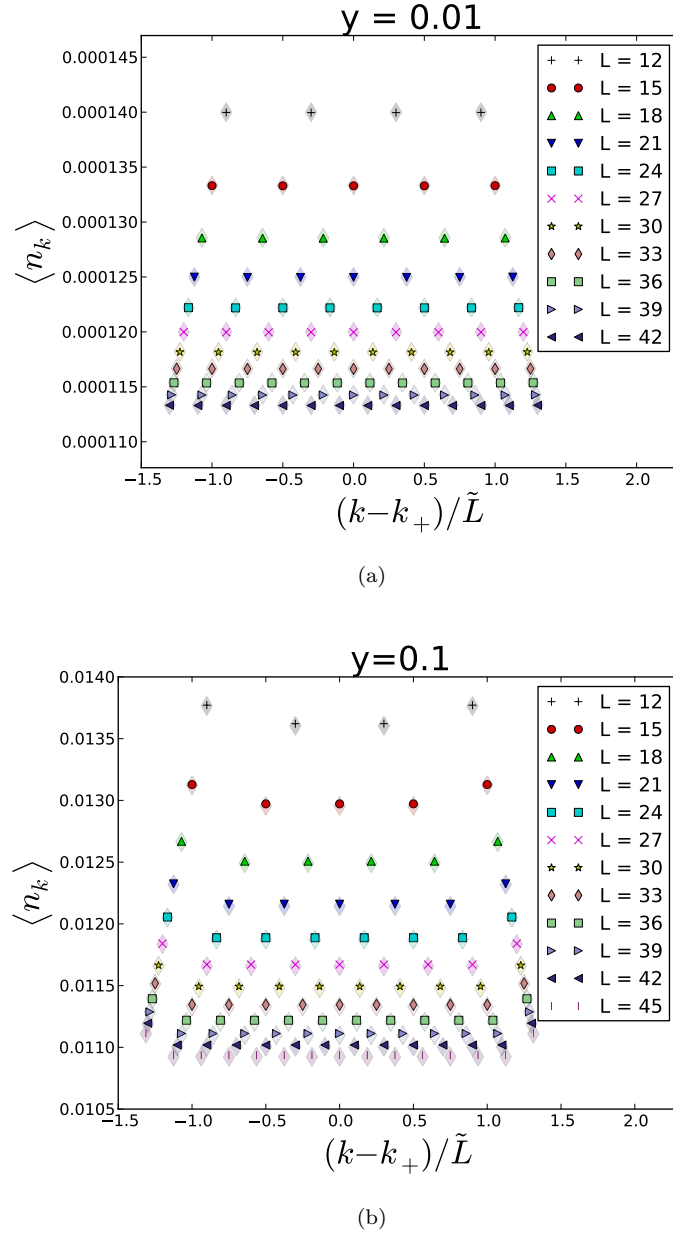 y = 0.01
0.000145
0.000140
0.000135
0.000130
0.000125
0.000120
0.000115
0.000110
⟨n_k⟩
−1.5 −1.0 −0.5 0.0 0.5 1.0 1.5 2.0
(k−k_+)/L̃
L = 12
L = 15
L = 18
L = 21
L = 24
L = 27
L = 30
L = 33
L = 36
L = 39
L = 42
(a)
y=0.1
0.0140
0.0135
0.0130
0.0125
0.0120
0.0115
0.0110
0.0105
⟨n_k⟩
−1.5 −1.0 −0.5 0.0 0.5 1.0 1.5 2.0
(k−k_+)/L̃
L = 12
L = 15
L = 18
L = 21
L = 24
L = 27
L = 30
L = 33
L = 36
L = 39
L = 42
L = 45
(b)